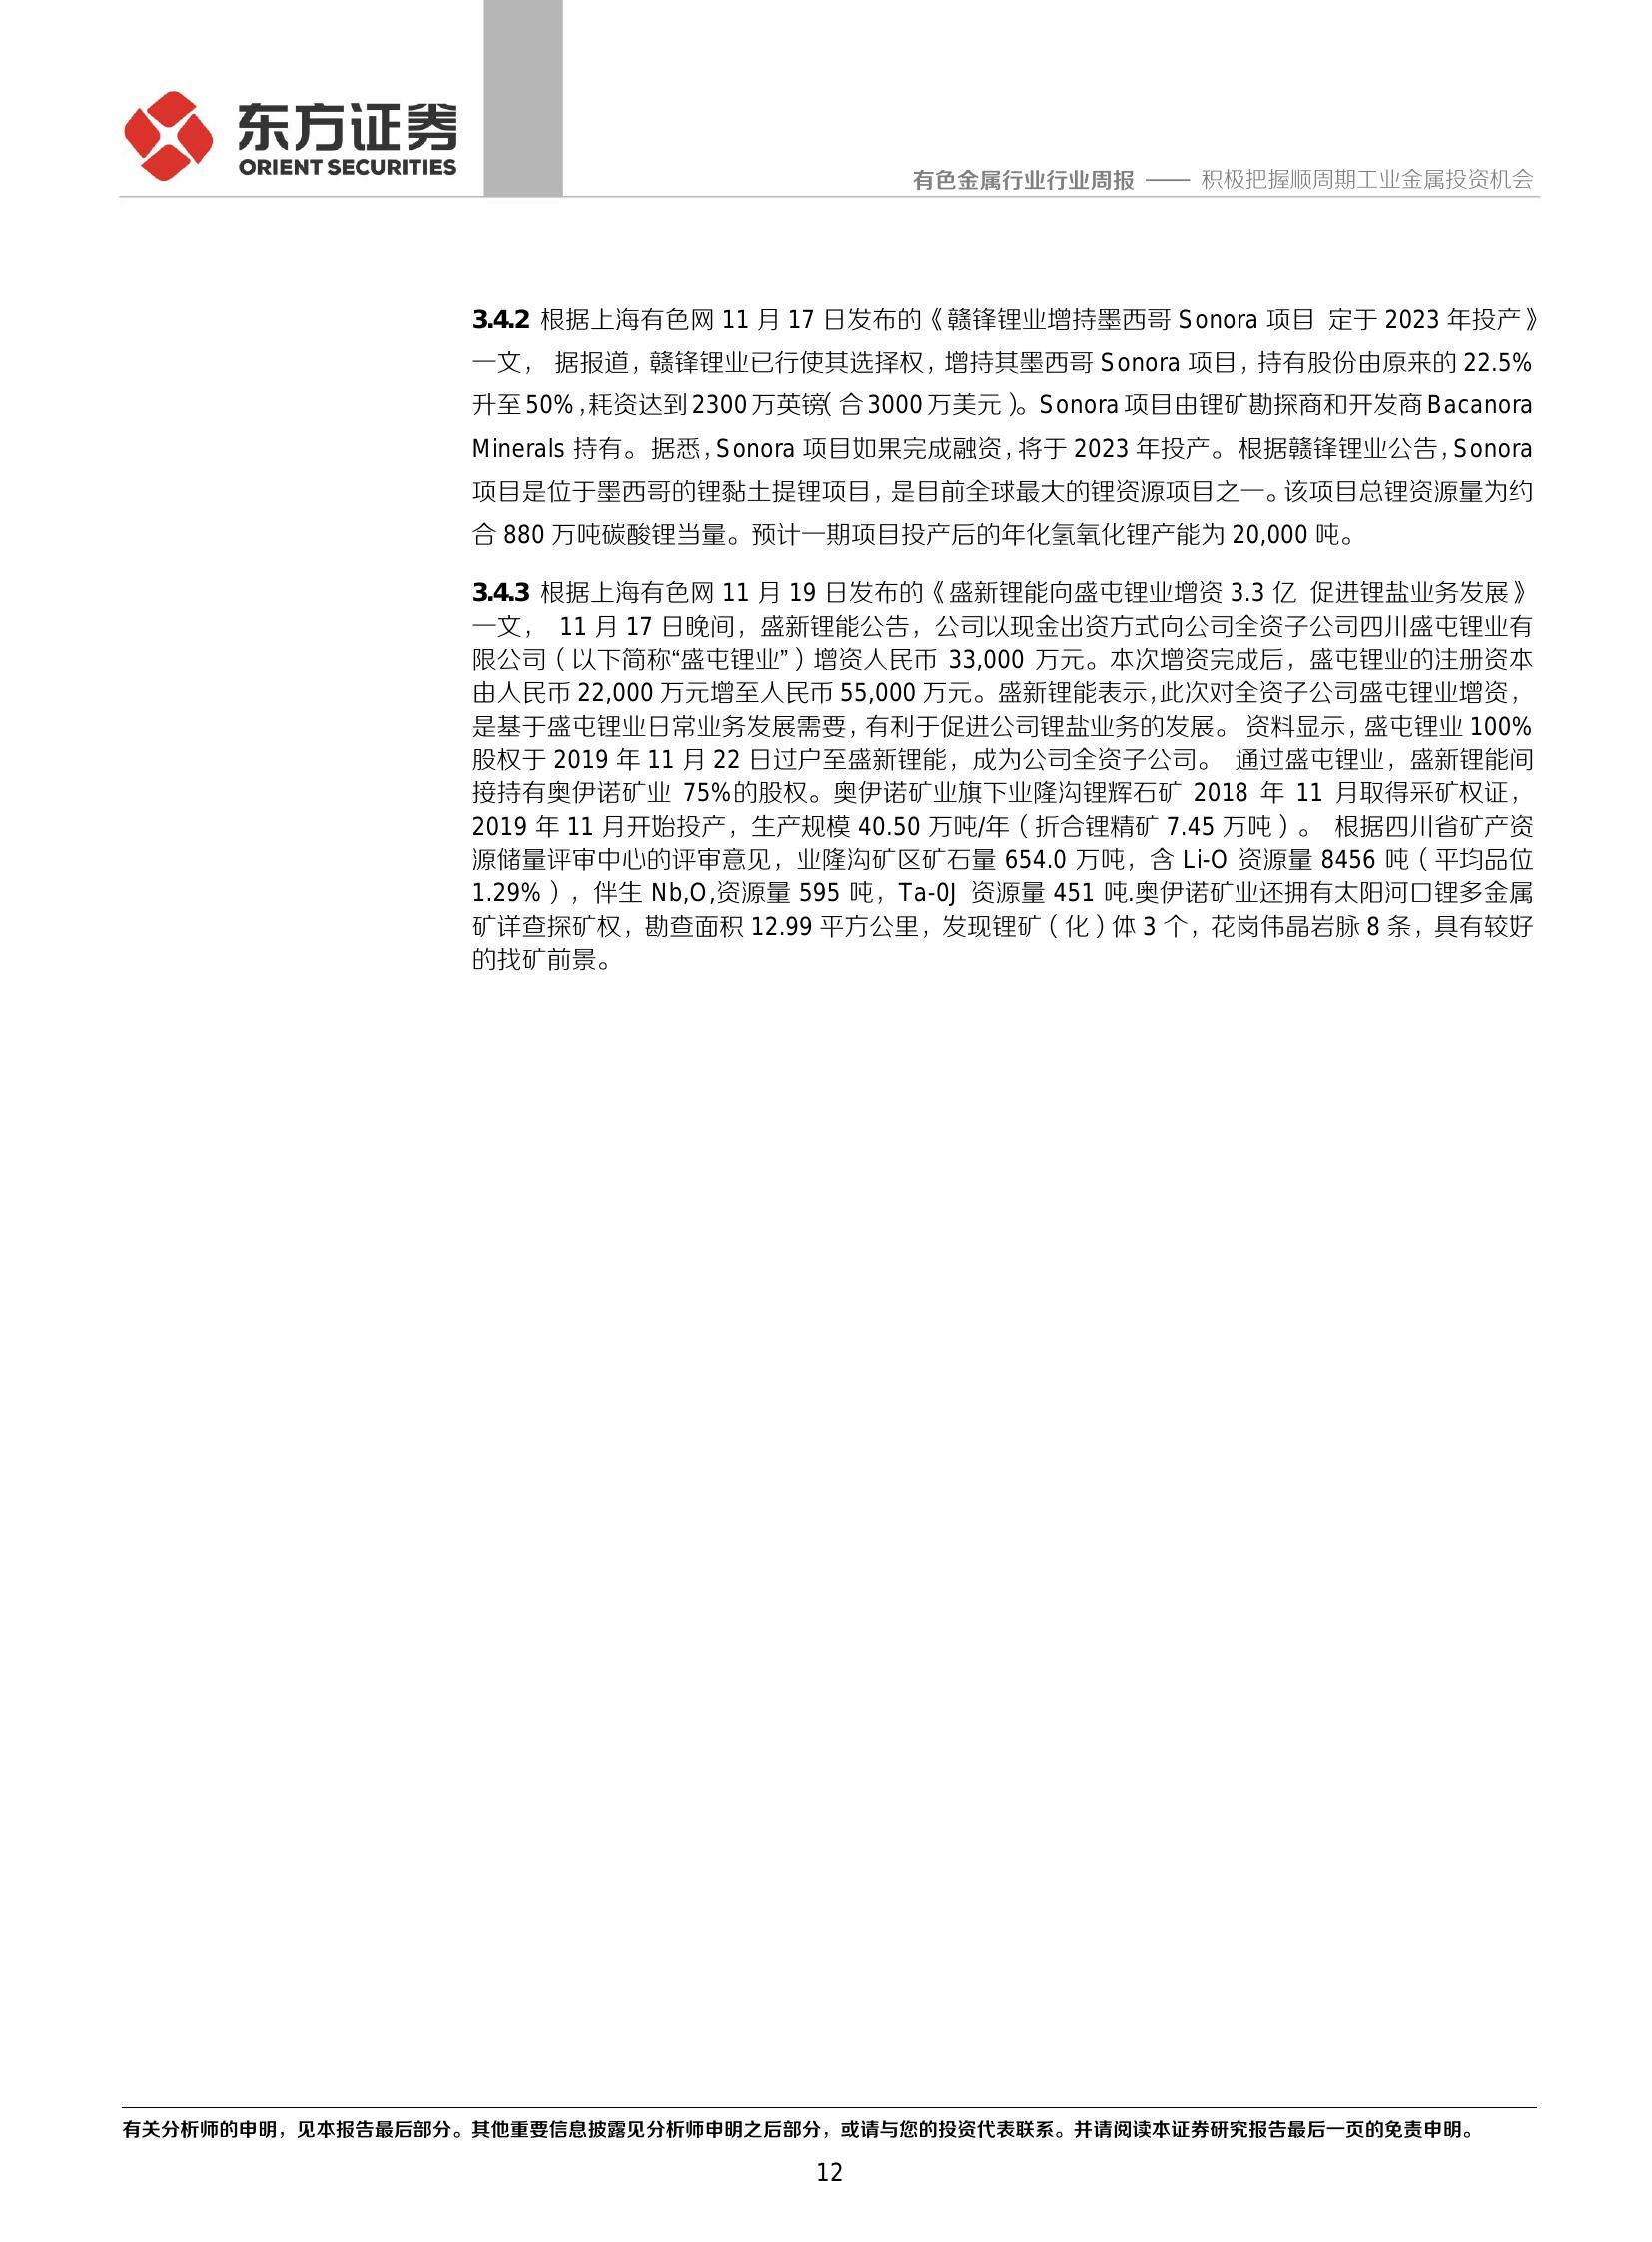 东方证券
ORIENT SECURITIES
有色金属行业行业周报 —— 积极把握顺周期工业金属投资机会
3.4.2 根据上海有色网 11 月 17 日发布的《赣锋锂业增持墨西哥 Sonora 项目 定于 2023 年投产》
一文， 据报道，赣锋锂业已行使其选择权，增持其墨西哥 Sonora 项目，持有股份由原来的 22.5%
升至 50%，耗资达到 2300 万英镑（合 3000 万美元）。Sonora 项目由锂矿勘探商和开发商 Bacanora
Minerals 持有。据悉，Sonora 项目如果完成融资，将于 2023 年投产。根据赣锋锂业公告，Sonora
项目是位于墨西哥的锂黏土提锂项目，是目前全球最大的锂资源项目之一。该项目总锂资源量为约
合 880 万吨碳酸锂当量。预计一期项目投产后的年化氢氧化锂产能为 20,000 吨。
3.4.3 根据上海有色网 11 月 19 日发布的《盛新锂能向盛屯锂业增资 3.3 亿 促进锂盐业务发展》
一文， 11 月 17 日晚间，盛新锂能公告，公司以现金出资方式向公司全资子公司四川盛屯锂业有
限公司（以下简称“盛屯锂业”）增资人民币 33,000 万元。本次增资完成后，盛屯锂业的注册资本
由人民币 22,000 万元增至人民币 55,000 万元。盛新锂能表示，此次对全资子公司盛屯锂业增资，
是基于盛屯锂业日常业务发展需要，有利于促进公司锂盐业务的发展。 资料显示，盛屯锂业 100%
股权于 2019 年 11 月 22 日过户至盛新锂能，成为公司全资子公司。 通过盛屯锂业，盛新锂能间
接持有奥伊诺矿业 75%的股权。奥伊诺矿业旗下业隆沟锂辉石矿 2018 年 11 月取得采矿权证，
2019 年 11 月开始投产，生产规模 40.50 万吨/年（折合锂精矿 7.45 万吨）。 根据四川省矿产资
源储量评审中心的评审意见，业隆沟矿区矿石量 654.0 万吨，含 Li-O 资源量 8456 吨（平均品位
1.29%），伴生 Nb,O,资源量 595 吨，Ta-0J 资源量 451 吨.奥伊诺矿业还拥有太阳河口锂多金属
矿详查探矿权，勘查面积 12.99 平方公里，发现锂矿（化）体 3 个，花岗伟晶岩脉 8 条，具有较好
的找矿前景。
有关分析师的申明，见本报告最后部分。其他重要信息披露见分析师申明之后部分，或请与您的投资代表联系。并请阅读本证券研究报告最后一页的免责申明。
12